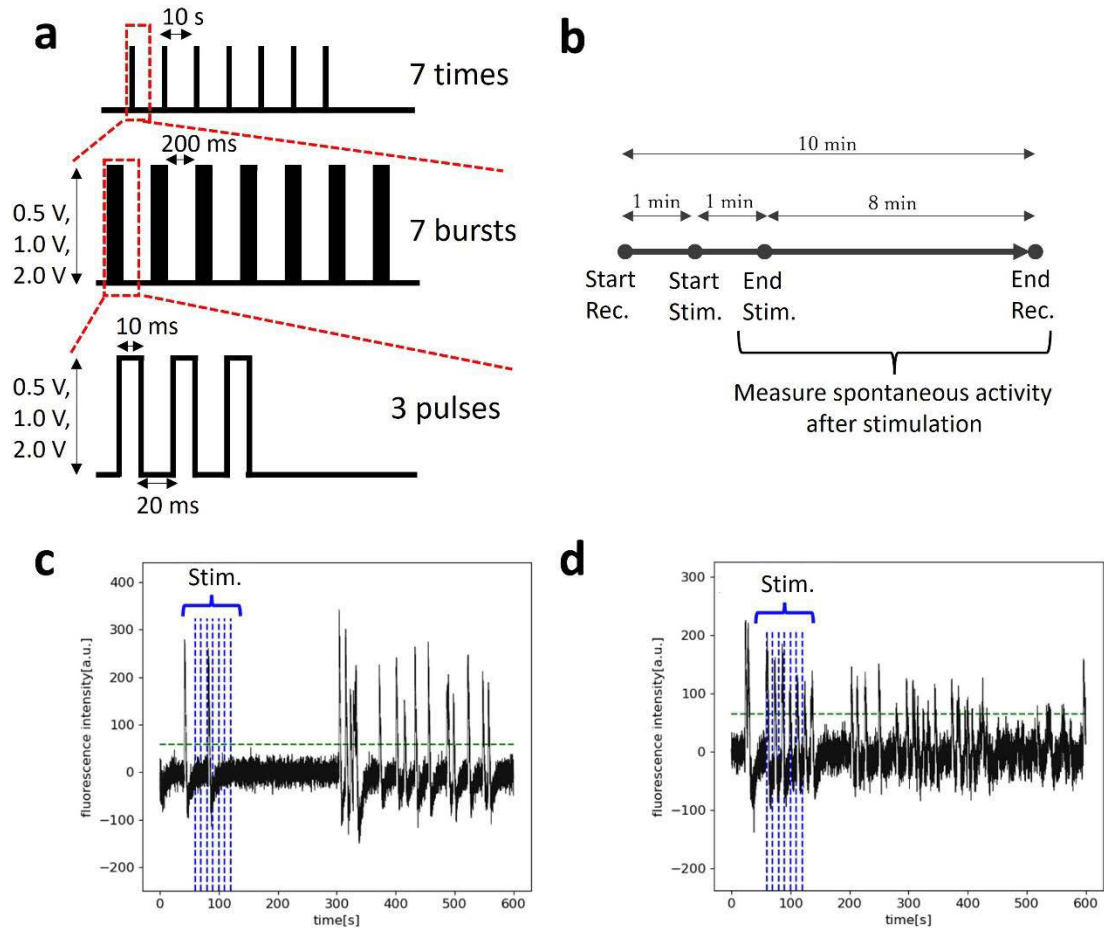 a
10 s
7 times
200 ms
0.5 V,
1.0 V,
2.0 V
7 bursts
10 ms
0.5 V,
1.0 V,
2.0 V
3 pulses
20 ms
b
10 min
1 min
1 min
8 min
Start
Rec.
Start
Stim.
End
Stim.
End
Rec.
Measure spontaneous activity
after stimulation
c
Stim.
fluorescence intensity[a.u.]
400
300
200
100
0
−100
−200
0
100
200
300
400
500
600
time[s]
d
Stim.
fluorescence intensity[a.u.]
300
200
100
0
−100
−200
0
100
200
300
400
500
600
time[s]